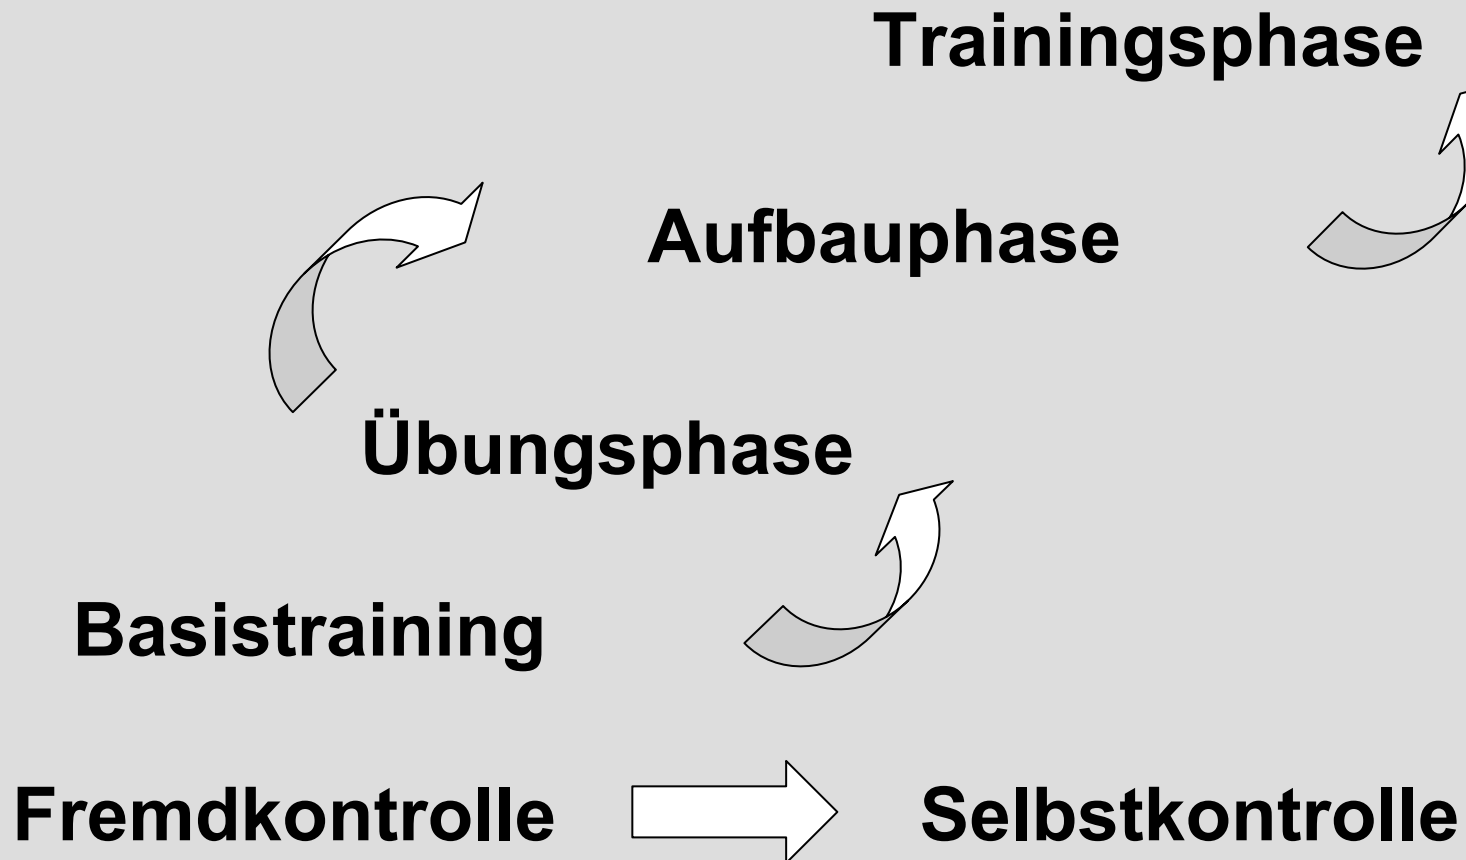 Trainingsphase
Aufbauphase
Übungsphase
Basistraining
Fremdkontrolle Selbstkontrolle